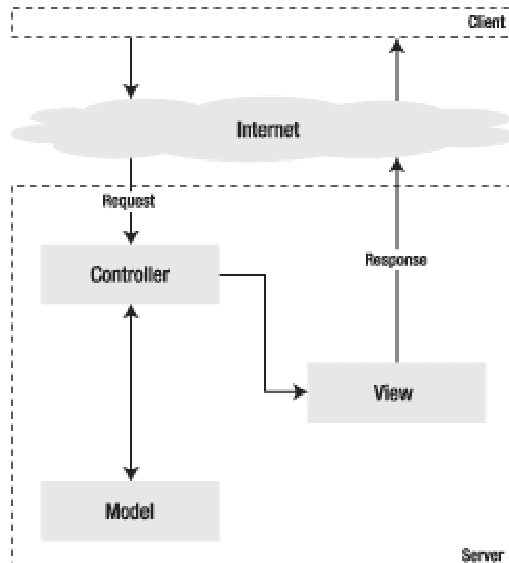 Client
Internet
Request
Controller
Response
View
Model
Server